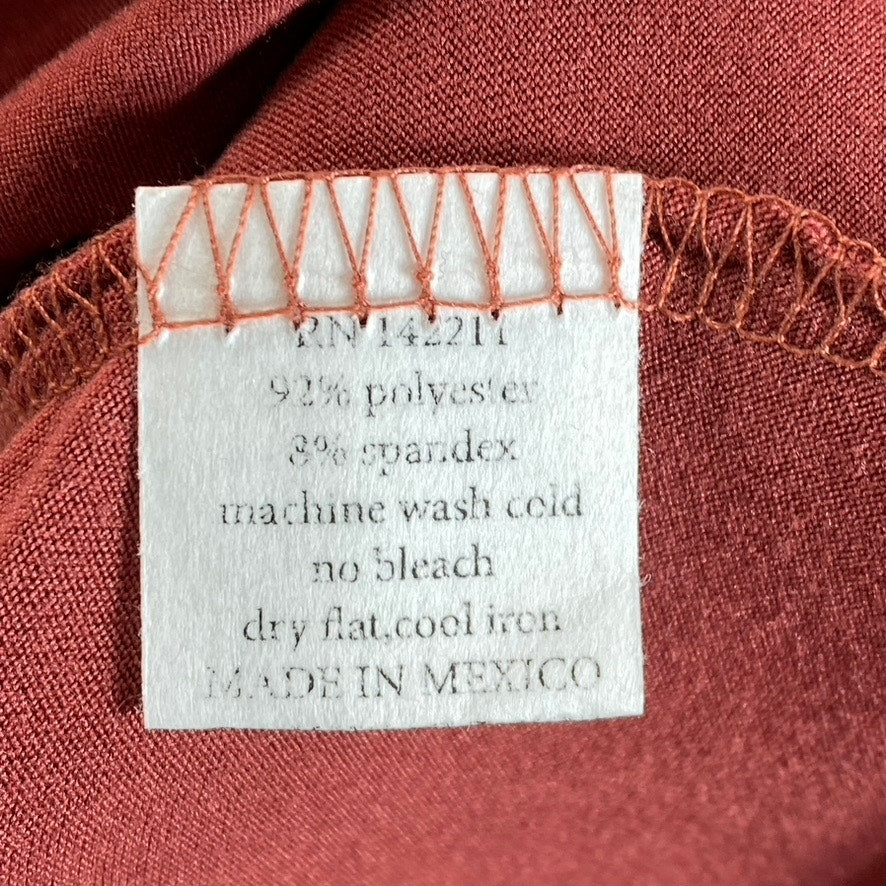 RN 142211
92% polyester
8% spandex
machine wash cold
no bleach
dry flat,cool iron
MADE IN MEXICO